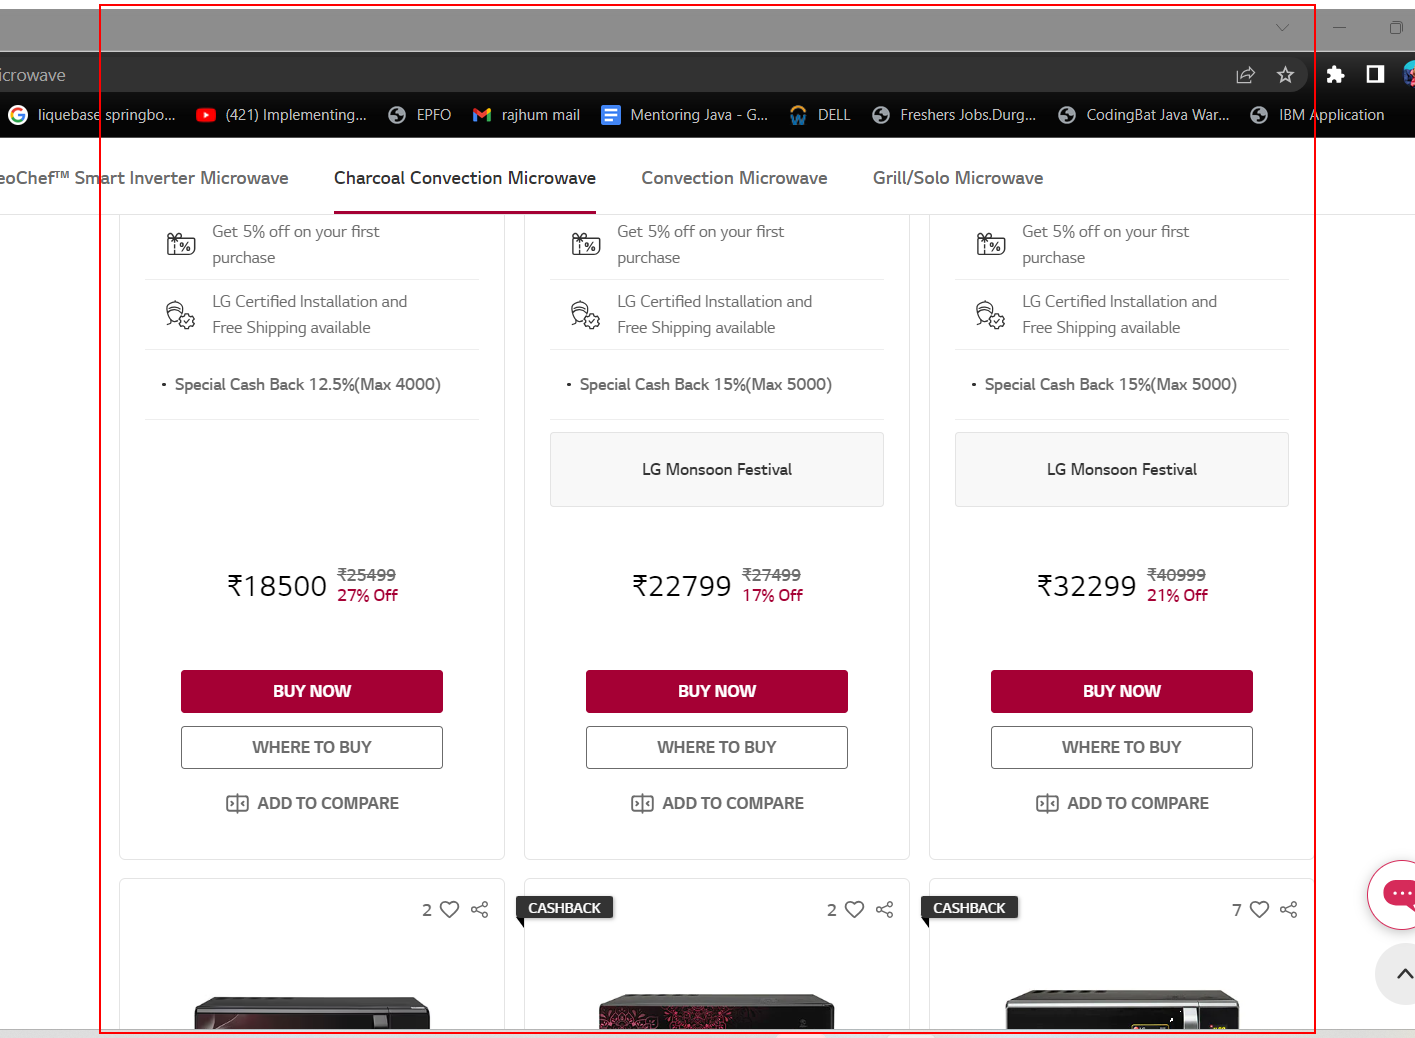 icrowave
liquebase springbo...
(421) Implementing...
EPFO
rajhum mail
Mentoring Java - G...
DELL
Freshers Jobs.Durg...
CodingBat Java War...
IBM Application
eoChef™ Smart Inverter Microwave
Charcoal Convection Microwave
Convection Microwave
Grill/Solo Microwave
Get 5% off on your first
purchase
LG Certified Installation and
Free Shipping available
• Special Cash Back 12.5%(Max 4000)
₹18500
₹25499
27% Off
BUY NOW
WHERE TO BUY
ADD TO COMPARE
Get 5% off on your first
purchase
LG Certified Installation and
Free Shipping available
• Special Cash Back 15%(Max 5000)
LG Monsoon Festival
₹22799
₹27499
17% Off
BUY NOW
WHERE TO BUY
ADD TO COMPARE
Get 5% off on your first
purchase
LG Certified Installation and
Free Shipping available
• Special Cash Back 15%(Max 5000)
LG Monsoon Festival
₹32299
₹40999
21% Off
BUY NOW
WHERE TO BUY
ADD TO COMPARE
2
CASHBACK
2
CASHBACK
7